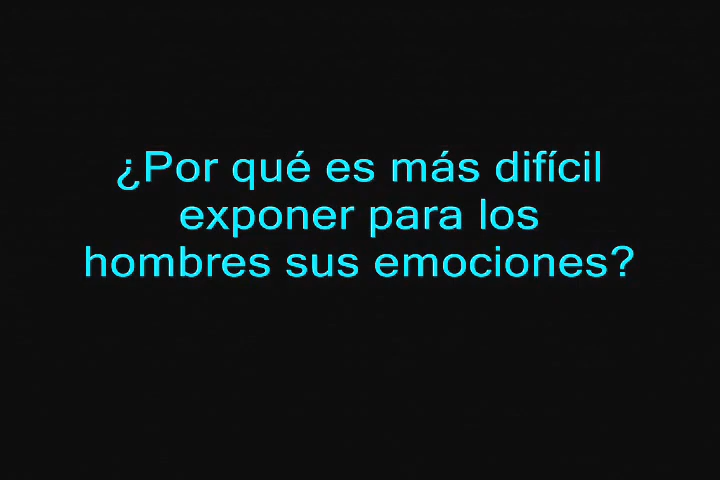 ¿Por qué es más difícil
exponer para los
hombres sus emociones?